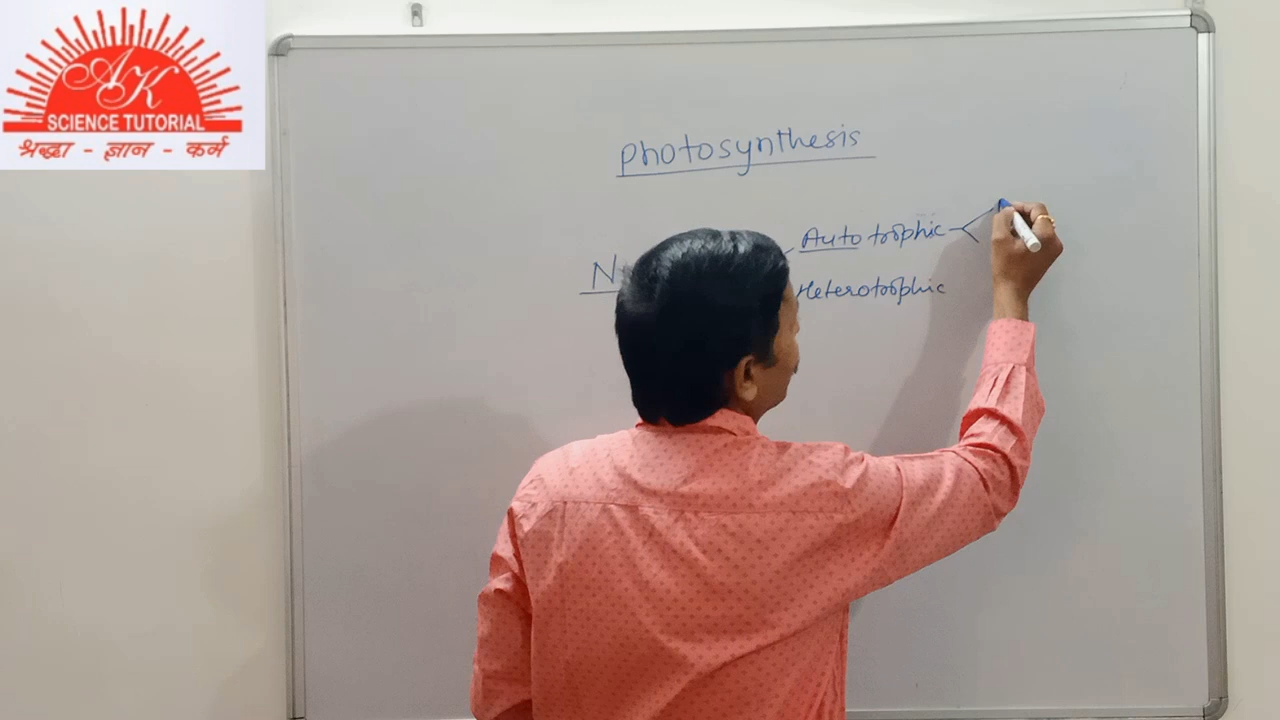 AK
SCIENCE TUTORIAL
श्रद्धा - ज्ञान - कर्म
Photosynthesis
Autotrophic
N
Heterotrophic